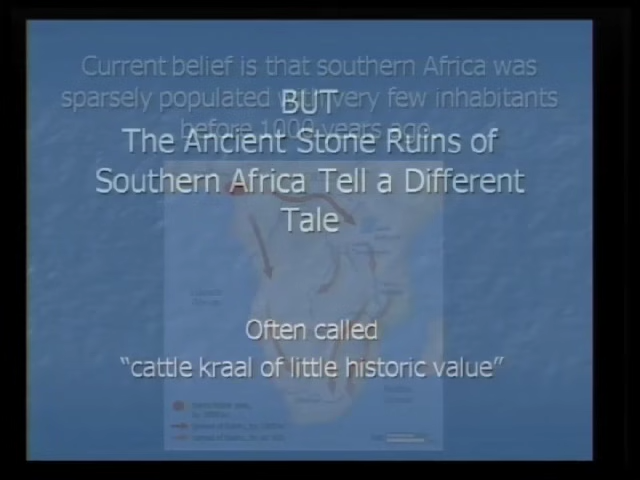 Current belief is that southern Africa was
sparsely populated with very few inhabitants
before 1000 years ago.
BUT
The Ancient Stone Ruins of
Southern Africa Tell a Different
Tale
Often called
“cattle kraal of little historic value”